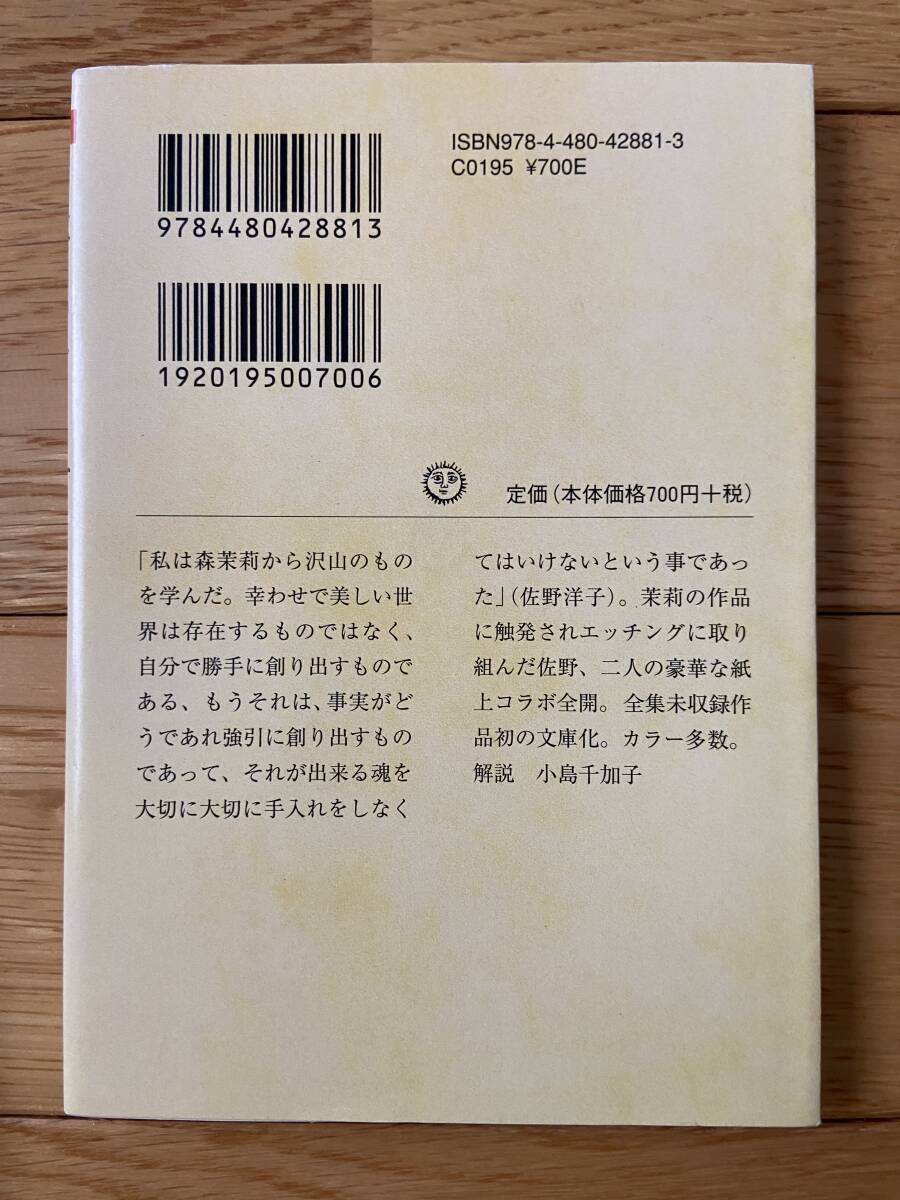 ISBN978-4-480-42881-3
C0195 ¥700E
9784480428813
1920195007006
定価(本体価格700円+税)
「私は森茉莉から沢山のもの
を学んだ。幸わせで美しい世
界は存在するものではなく、
自分で勝手に創り出すもので
ある、もうそれは、事実がど
うであれ強引に創り出すもの
であって、それが出来る魂を
大切に大切に手入れをしなく
てはいけないという事であっ
た」(佐野洋子)。茉莉の作品
に触発されエッチングに取り
組んだ佐野、二人の豪華な紙
上コラボ全開。全集未収録作
品初の文庫化。カラー多数。
解説　小島千加子